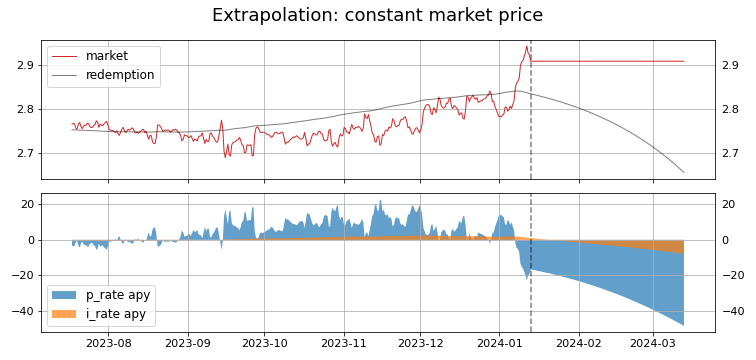 Extrapolation: constant market price
market
redemption
2.9
2.8
2.7
2.9
2.8
2.7
20
0
−20
−40
20
0
−20
−40
p_rate apy
i_rate apy
2023-08 2023-09 2023-10 2023-11 2023-12 2024-01 2024-02 2024-03